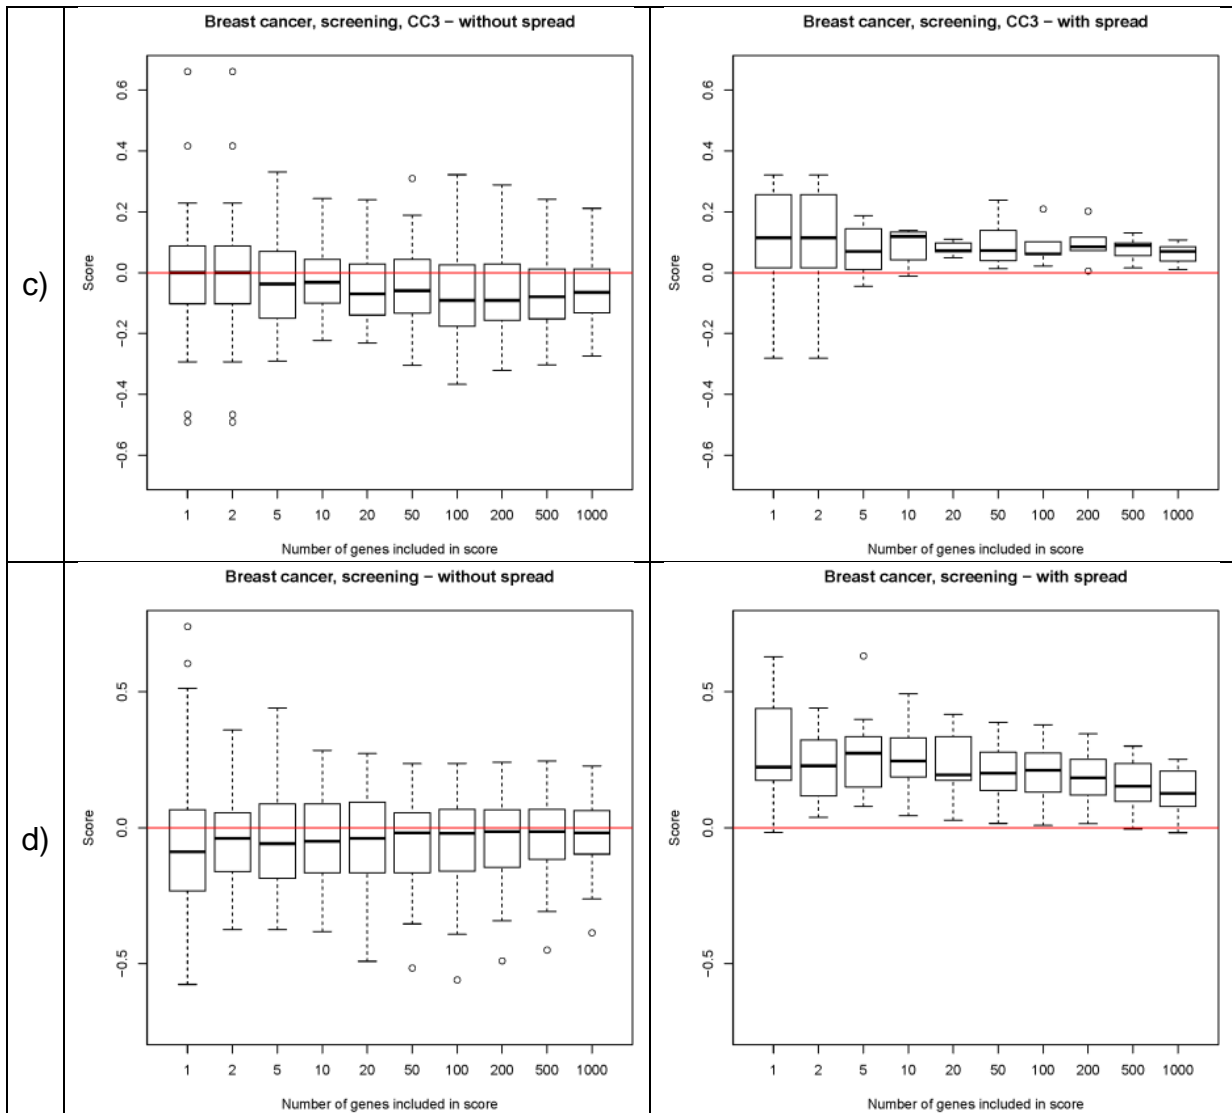 Breast cancer, screening, CC3 − without spread
Breast cancer, screening, CC3 − with spread
c)
Score
0.6
0.4
0.2
0.0
−0.2
−0.4
−0.6
1 2 5 10 20 50 100 200 500 1000
Number of genes included in score
Score
0.6
0.4
0.2
0.0
−0.2
−0.4
−0.6
1 2 5 10 20 50 100 200 500 1000
Number of genes included in score
Breast cancer, screening − without spread
Breast cancer, screening − with spread
d)
Score
0.5
0.0
−0.5
1 2 5 10 20 50 100 200 500 1000
Number of genes included in score
Score
0.5
0.0
−0.5
1 2 5 10 20 50 100 200 500 1000
Number of genes included in score